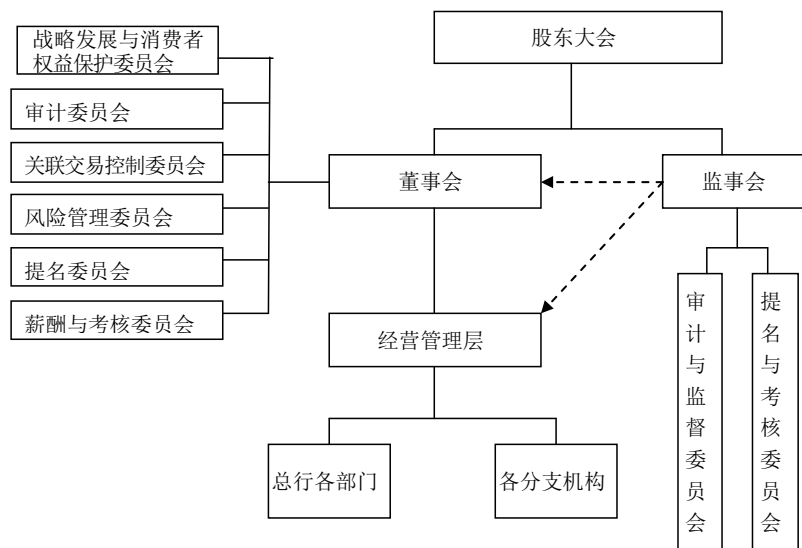 战略发展与消费者
权益保护委员会
股东大会
审计委员会
关联交易控制委员会
董事会
监事会
风险管理委员会
提名委员会
薪酬与考核委员会
经营管理层
审计与监督委员会
提名与考核委员会
总行各部门
各分支机构